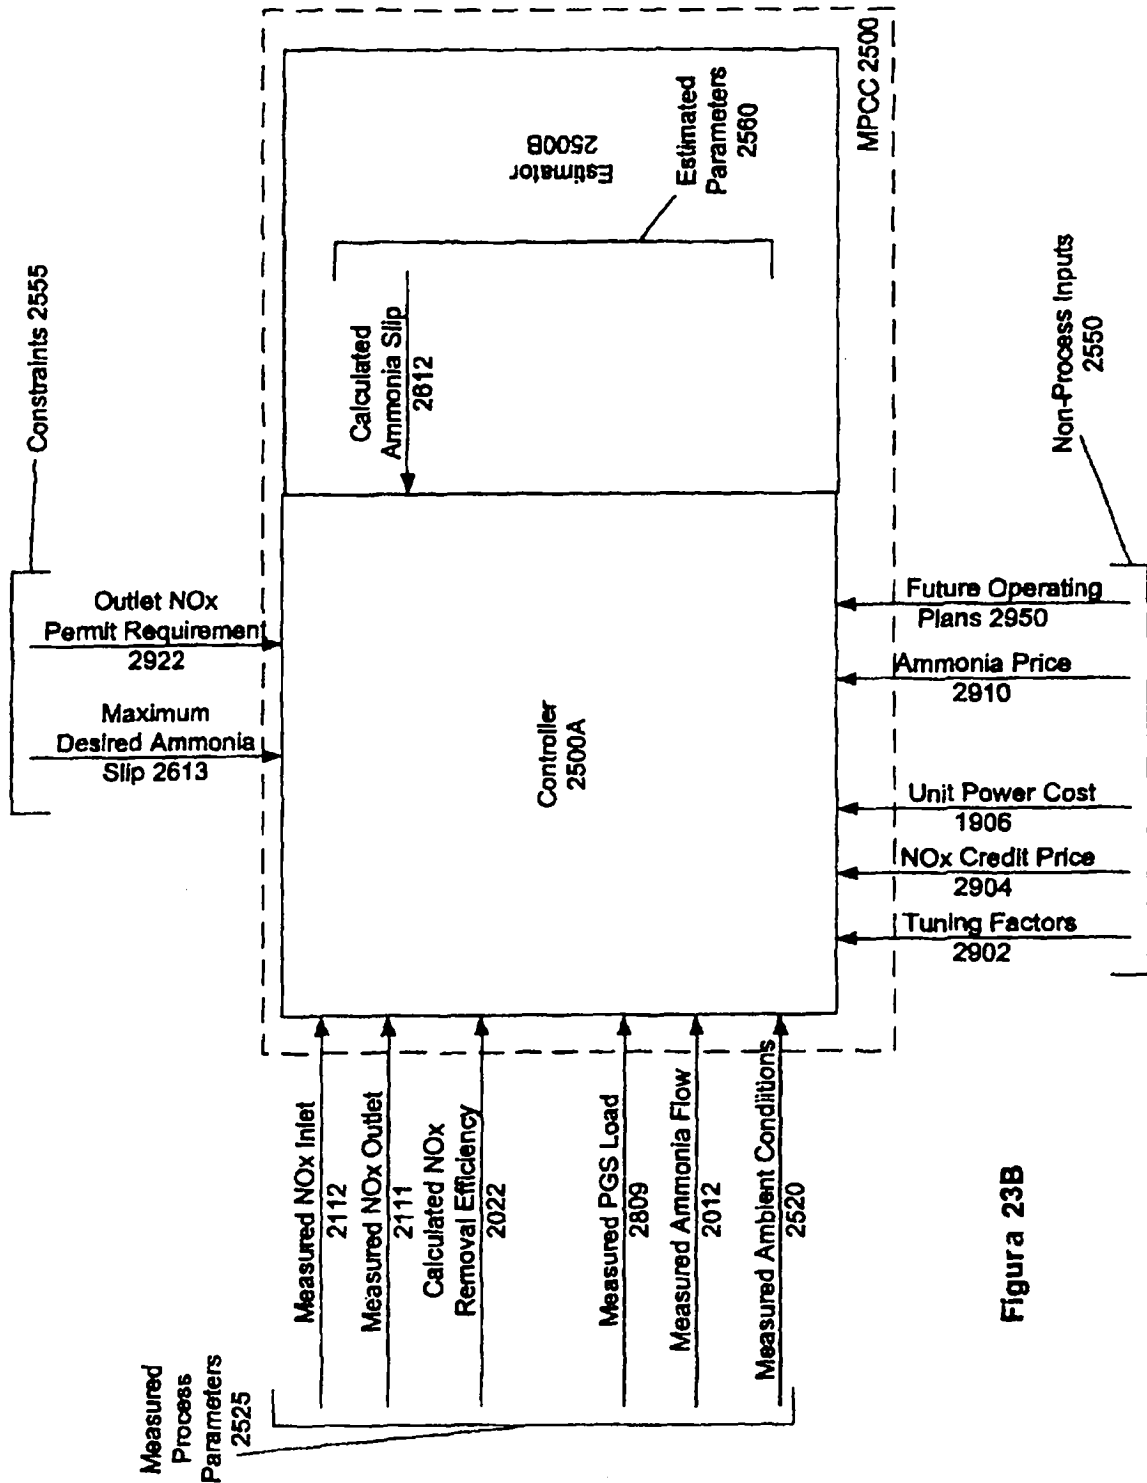 Constraints 2555
Outlet NOx
Permit Requiremen
2922
Maximum
Desired Ammonia
Slip 2613
MPCC 2500
Estimator
2500B
Estimated
Parameters
2560
Calculated
Ammonia Slip
2612
Controller
2500A
Non-Process Inputs
2550
Future Operating
Plans 2950
Ammonia Price
2910
Unit Power Cost
1906
NOx Credit Price
2904
Tuning Factors
2902
Measured
Process
Parameters
2525
Measured NOx Inlet
2112
Measured NOx Outlet
2111
Calculated NOx
Removal Efficiency
2022
Measured PGS Load
2809
Measured Ammonia Flow
2012
Measured Ambient Conditions
2520
Figura 23B